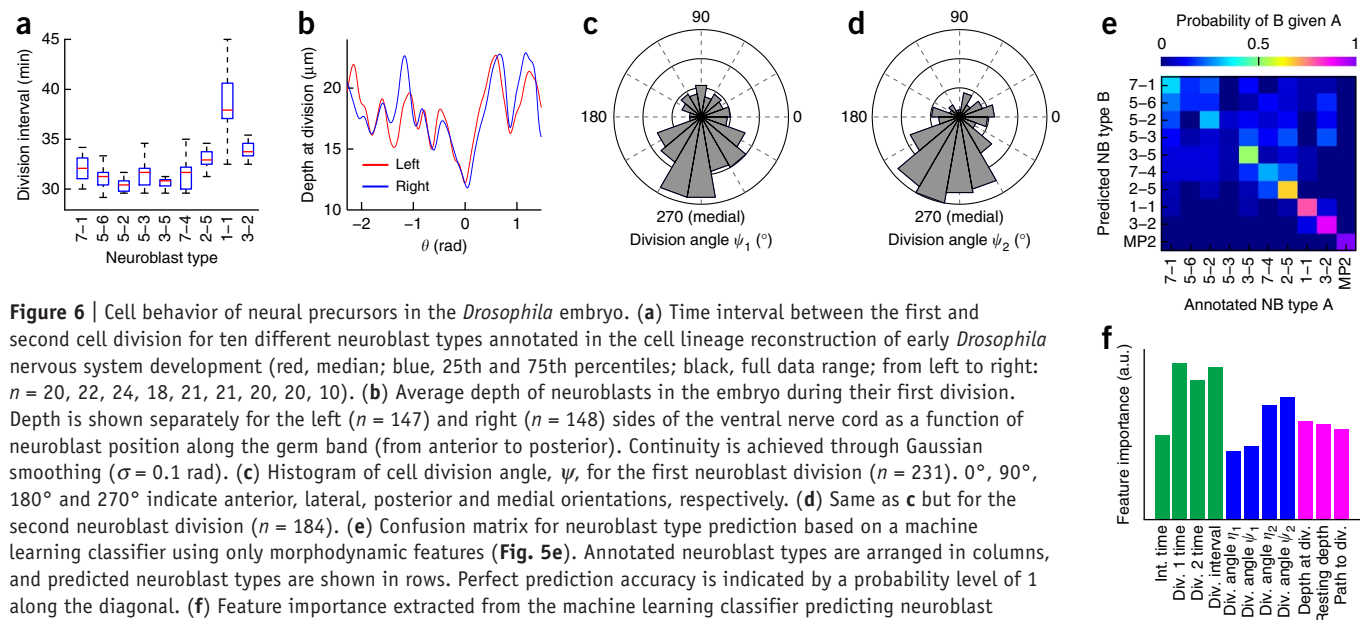 a
45
40
35
30
Division interval (min)
7–1
5–6
5–2
5–3
3–5
7–4
2–5
1–1
3–2
Neuroblast type
b
25
20
15
10
Depth at division (μm)
Left
Right
−2
−1
0
1
θ (rad)
c
90
180
0
270 (medial)
Division angle ψ1 (°)
d
90
180
0
270 (medial)
Division angle ψ2 (°)
e
Probability of B given A
0
0.5
1
Predicted NB type B
7–1
5–6
5–2
5–3
3–5
7–4
2–5
1–1
3–2
MP2
7–1
5–6
5–2
5–3
3–5
7–4
2–5
1–1
3–2
MP2
Annotated NB type A
f
Feature importance (a.u.)
Int. time
Div. 1 time
Div. 2 time
Div. interval
Div. angle η1
Div. angle ψ1
Div. angle η2
Div. angle ψ2
Depth at div.
Resting depth
Path to div.
Figure 6 | Cell behavior of neural precursors in the Drosophila embryo. (a) Time interval between the first and
second cell division for ten different neuroblast types annotated in the cell lineage reconstruction of early Drosophila
nervous system development (red, median; blue, 25th and 75th percentiles; black, full data range; from left to right:
n = 20, 22, 24, 18, 21, 21, 20, 20, 10). (b) Average depth of neuroblasts in the embryo during their first division.
Depth is shown separately for the left (n = 147) and right (n = 148) sides of the ventral nerve cord as a function of
neuroblast position along the germ band (from anterior to posterior). Continuity is achieved through Gaussian
smoothing (σ = 0.1 rad). (c) Histogram of cell division angle, ψ, for the first neuroblast division (n = 231). 0°, 90°,
180° and 270° indicate anterior, lateral, posterior and medial orientations, respectively. (d) Same as c but for the
second neuroblast division (n = 184). (e) Confusion matrix for neuroblast type prediction based on a machine
learning classifier using only morphodynamic features (Fig. 5e). Annotated neuroblast types are arranged in columns,
and predicted neuroblast types are shown in rows. Perfect prediction accuracy is indicated by a probability level of 1
along the diagonal. (f) Feature importance extracted from the machine learning classifier predicting neuroblast